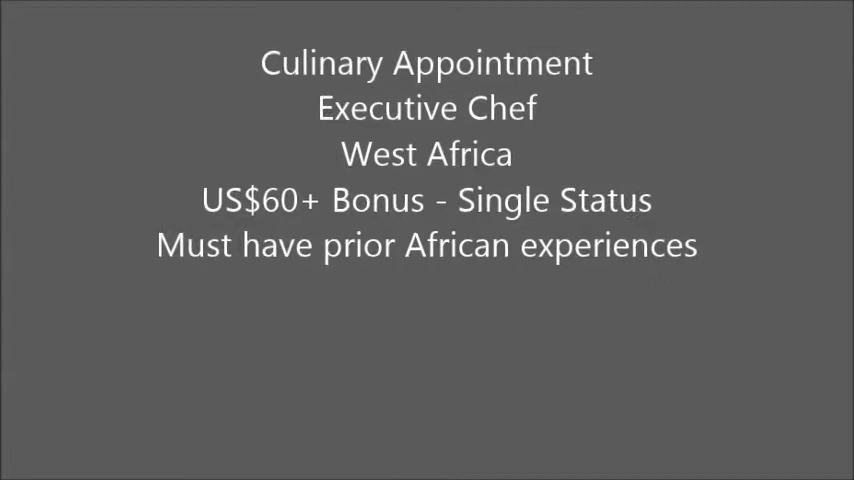 Culinary Appointment
Executive Chef
West Africa
US$60+ Bonus - Single Status
Must have prior African experiences